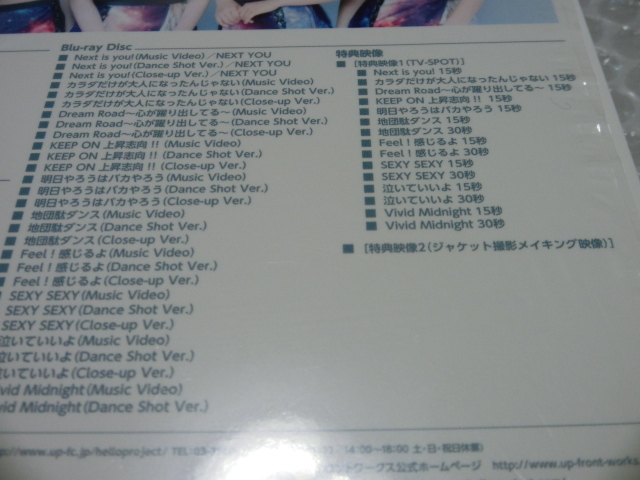 Blu-ray Disc
■ Next is you!(Music Video)／NEXT YOU
■ Next is you!(Dance Shot Ver.)／NEXT YOU
■ Next is you!(Close-up Ver.)／NEXT YOU
■ カラダだけが大人になったんじゃない(Music Video)
■ カラダだけが大人になったんじゃない(Dance Shot Ver.)
■ カラダだけが大人になったんじゃない(Close-up Ver.)
■ Dream Road～心が躍り出してる～(Music Video)
■ Dream Road～心が躍り出してる～(Dance Shot Ver.)
■ Dream Road～心が躍り出してる～(Close-up Ver.)
■ KEEP ON 上昇志向!!(Music Video)
■ KEEP ON 上昇志向!!(Dance Shot Ver.)
■ KEEP ON 上昇志向!!(Close-up Ver.)
■ 明日やろうはバカやろう(Music Video)
■ 明日やろうはバカやろう(Dance Shot Ver.)
■ 明日やろうはバカやろう(Close-up Ver.)
■ 地団駄ダンス(Music Video)
■ 地団駄ダンス(Dance Shot Ver.)
■ 地団駄ダンス(Close-up Ver.)
■ Feel!感じるよ(Music Video)
■ Feel!感じるよ(Dance Shot Ver.)
■ Feel!感じるよ(Close-up Ver.)
■ SEXY SEXY(Music Video)
SEXY SEXY(Dance Shot Ver.)
SEXY SEXY(Close-up Ver.)
泣いていいよ(Music Video)
泣いていいよ(Dance Shot Ver.)
いていいよ(Close-up Ver.)
vid Midnight(Music Video)
vid Midnight(Dance Shot Ver.)
特典映像
■ [特典映像1(TV-SPOT)]
■ Next is you! 15秒
■ カラダだけが大人になったんじゃない 15秒
■ Dream Road～心が躍り出してる～ 15秒
■ KEEP ON 上昇志向!! 15秒
■ 明日やろうはバカやろう 15秒
■ 地団駄ダンス 15秒
■ 地団駄ダンス 30秒
■ Feel!感じるよ 15秒
■ Feel!感じるよ 30秒
■ SEXY SEXY 15秒
■ SEXY SEXY 30秒
■ 泣いていいよ 15秒
■ 泣いていいよ 30秒
■ Vivid Midnight 15秒
■ Vivid Midnight 30秒
■ [特典映像2(ジャケット撮影メイキング映像)]
://www.up-fc.jp/helloproject/ TEL:03- 14:00～18:00 土・日・祝日休業)
ントワークス公式ホームページ http://www.up-front-works.